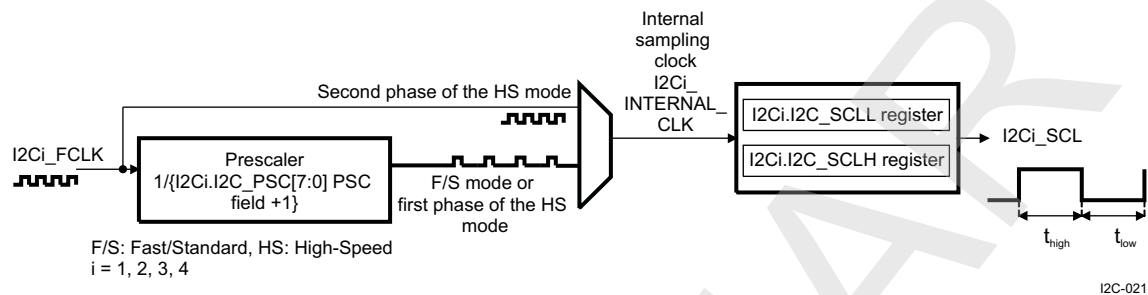 Internal
sampling
clock
I2Ci_
INTERNAL_
CLK
Second phase of the HS mode
I2Ci.I2C_SCLL register
I2Ci_FCLK
Prescaler
1/{I2Ci.I2C_PSC[7:0] PSC
field +1}
F/S mode or
first phase of the HS
mode
I2Ci.I2C_SCLH register
I2Ci_SCL
thigh
tlow
F/S: Fast/Standard, HS: High-Speed
i = 1, 2, 3, 4
I2C-021